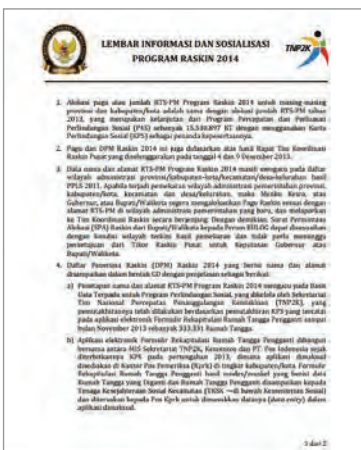 LEMBAR INFORMASI DAN SOSIALISASI
PROGRAM RASKIN 2014
TNP2K
1. Alokasi pagu atau jumlah RTS-PM Program Raskin 2014 untuk masing-masing
provinsi dan kabupaten/kota adalah sama dengan alokasi jumlah RTS-PM tahun
2013, yang merupakan kelanjutan dari Program Percepatan dan Perluasan
Perlindungan Sosial (P4S) sebanyak 15.530.897 RT dengan menggunakan Kartu
Perlindungan Sosial (KPS) sebagai penanda kepesertaannya.
2. Pagu dan DPM Raskin 2014 ini juga didasarkan atas hasil Rapat Tim Koordinasi
Raskin Pusat yang diselenggarakan pada tanggal 4 dan 9 Desember 2013.
3. Data nama dan alamat RTS-PM Program Raskin 2014 masih mengacu pada daftar
wilayah administrasi provinsi/kabupaten-kota/kecamatan/desa-kelurahan hasil
PPLS 2011. Apabila terjadi pemekaran wilayah administrasi pemerintahan provinsi,
kabupaten/kota, kecamatan dan desa/kelurahan, maka Menko Kesra, atau
Gubernur, atau Bupati/Walikota segera mengalokasikan Pagu Raskin sesuai dengan
alamat RTS-PM di wilayah administrasi pemerintahan yang baru, dan melaporkan
ke Tim Koordinasi Raskin secara berjenjang. Dengan demikian, Surat Permintaan
Alokasi (SPA) Raskin dari Bupati/Walikota kepada Perum BULOG dapat disesuaikan
dengan kondisi wilayah terkini hasil pemekaran dan tidak perlu menunggu
persetujuan dari Tikor Raskin Pusat untuk Keputusan Gubernur atau
Bupati/Walikota.
4. Daftar Penerima Raskin (DPM) Raskin 2014 yang berisi nama dan alamat
disampaikan dalam bentuk CD dengan penjelasan sebagai berikut:
a) Penetapan nama dan alamat RTS-PM Program Raskin 2014 mengacu pada Basis
Data Terpadu untuk Program Perlindungan Sosial, yang dikelola oleh Sekretariat
Tim Nasional Percepatan Penanggulangan Kemiskinan (TNP2K), yang
pemutakhirannya telah dilakukan berdasarkan pemutakhiran KPS yang tercatat
pada aplikasi elektronik Formulir Rekapitulasi Rumah Tangga Pengganti sampai
bulan November 2013 sebanyak 333.331 Rumah Tangga.
b) Aplikasi elektronik Formulir Rekapitulasi Rumah Tangga Pengganti dibangun
bersama antara MIS Sekretariat TNP2K, Kemensos dan PT. Pos Indonesia sejak
diterbitkannya KPS pada pertengahan 2013, dimana aplikasi dimaksud
disediakan di Kantor Pos Pemeriksa (Kprk) di tingkat kabupaten/kota. Formulir
Rekapitulasi Rumah Tangga Pengganti hasil musdes/muskel yang berisi data
Rumah Tangga yang Diganti dan Rumah Tangga Pengganti disampaikan kepada
Tenaga Kesejahteraan Sosial Kecamatan (TKSK – di bawah Kementerian Sosial)
dan diteruskan kepada Pos Kprk untuk dimasukkan datanya (data entry) dalam
aplikasi dimaksud.
1 dari 2